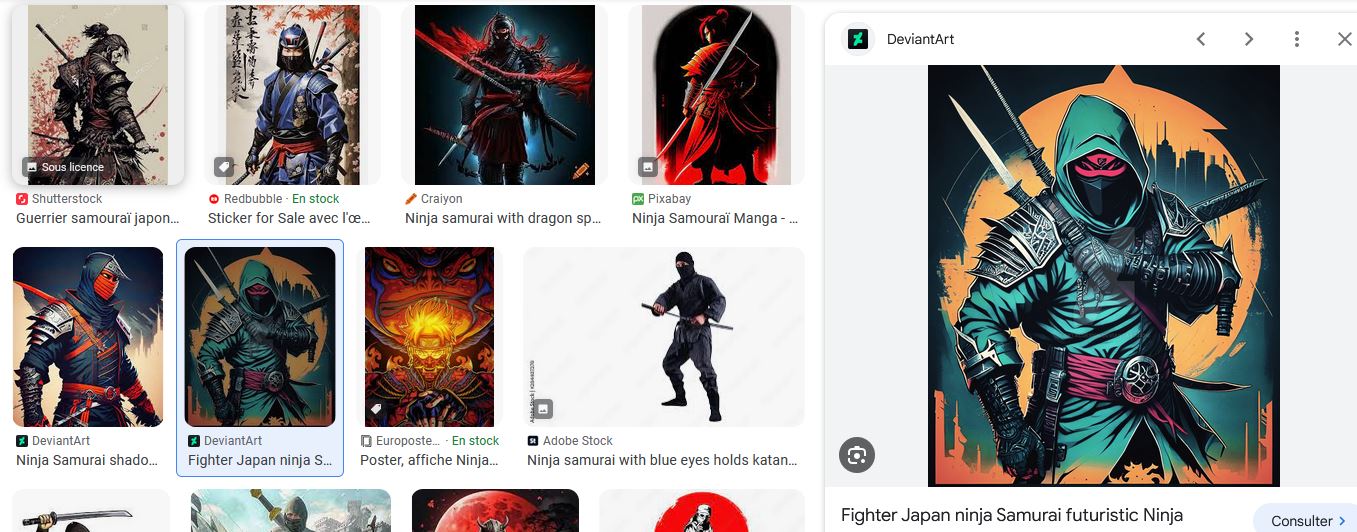 Sous licence
Shutterstock
Guerrier samouraï japon...
Redbubble · En stock
Sticker for Sale avec l'œ...
Craiyon
Ninja samurai with dragon sp...
Pixabay
Ninja Samouraï Manga - ...
DeviantArt
Ninja Samurai shado...
DeviantArt
Fighter Japan ninja S...
Europoste... · En stock
Poster, affiche Ninja...
Adobe Stock
Ninja samurai with blue eyes holds katan...
DeviantArt
Fighter Japan ninja Samurai futuristic Ninja
Consulter